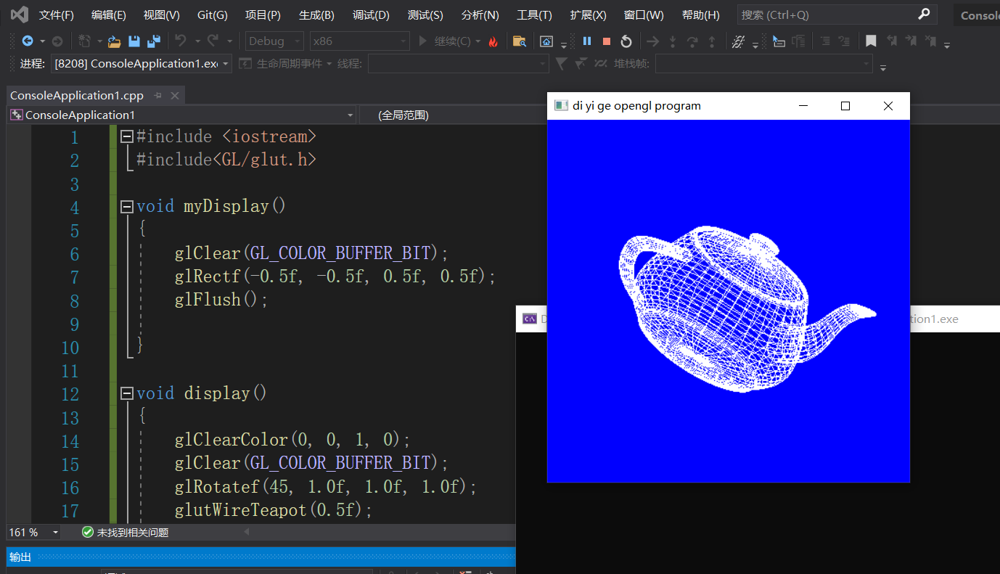 文件(F) 编辑(E) 视图(V) Git(G) 项目(P) 生成(B) 调试(D) 测试(S) 分析(N) 工具(T) 扩展(X) 窗口(W) 帮助(H) 搜索 (Ctrl+Q) Consol
Debug x86 继续(C)
进程: [8208] ConsoleApplication1.exe 生命周期事件 线程: 堆栈帧:
ConsoleApplication1.cpp
ConsoleApplication1 (全局范围)
di yi ge opengl program
1 #include <iostream>
2 #include<GL/glut.h>
3
4 void myDisplay()
5 {
6 glClear(GL_COLOR_BUFFER_BIT);
7 glRectf(-0.5f, -0.5f, 0.5f, 0.5f);
8 glFlush();
9
10 }
11
12 void display()
13 {
14 glClearColor(0, 0, 1, 0);
15 glClear(GL_COLOR_BUFFER_BIT);
16 glRotatef(45, 1.0f, 1.0f, 1.0f);
17 glutWireTeapot(0.5f);
C:\ D tion1.exe
161 % 未找到相关问题
输出